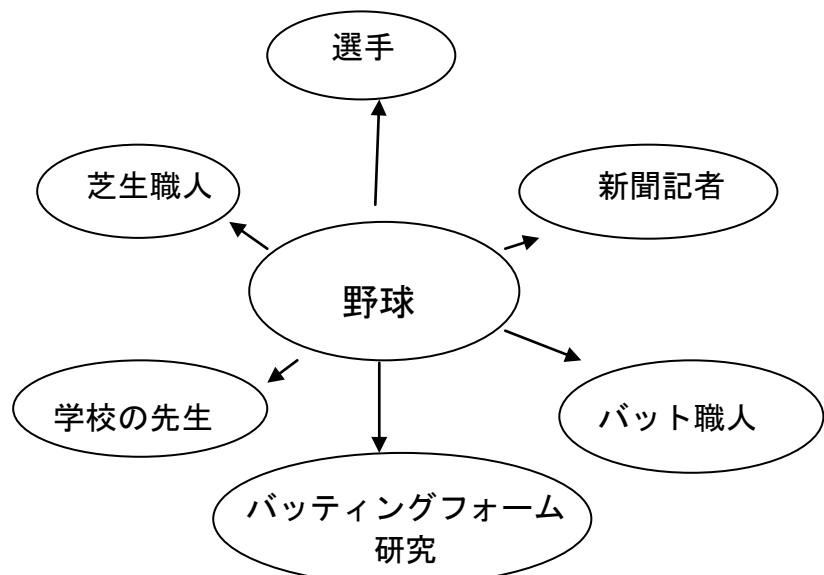 選手
芝生職人
新聞記者
野球
学校の先生
バット職人
バッティングフォーム
研究